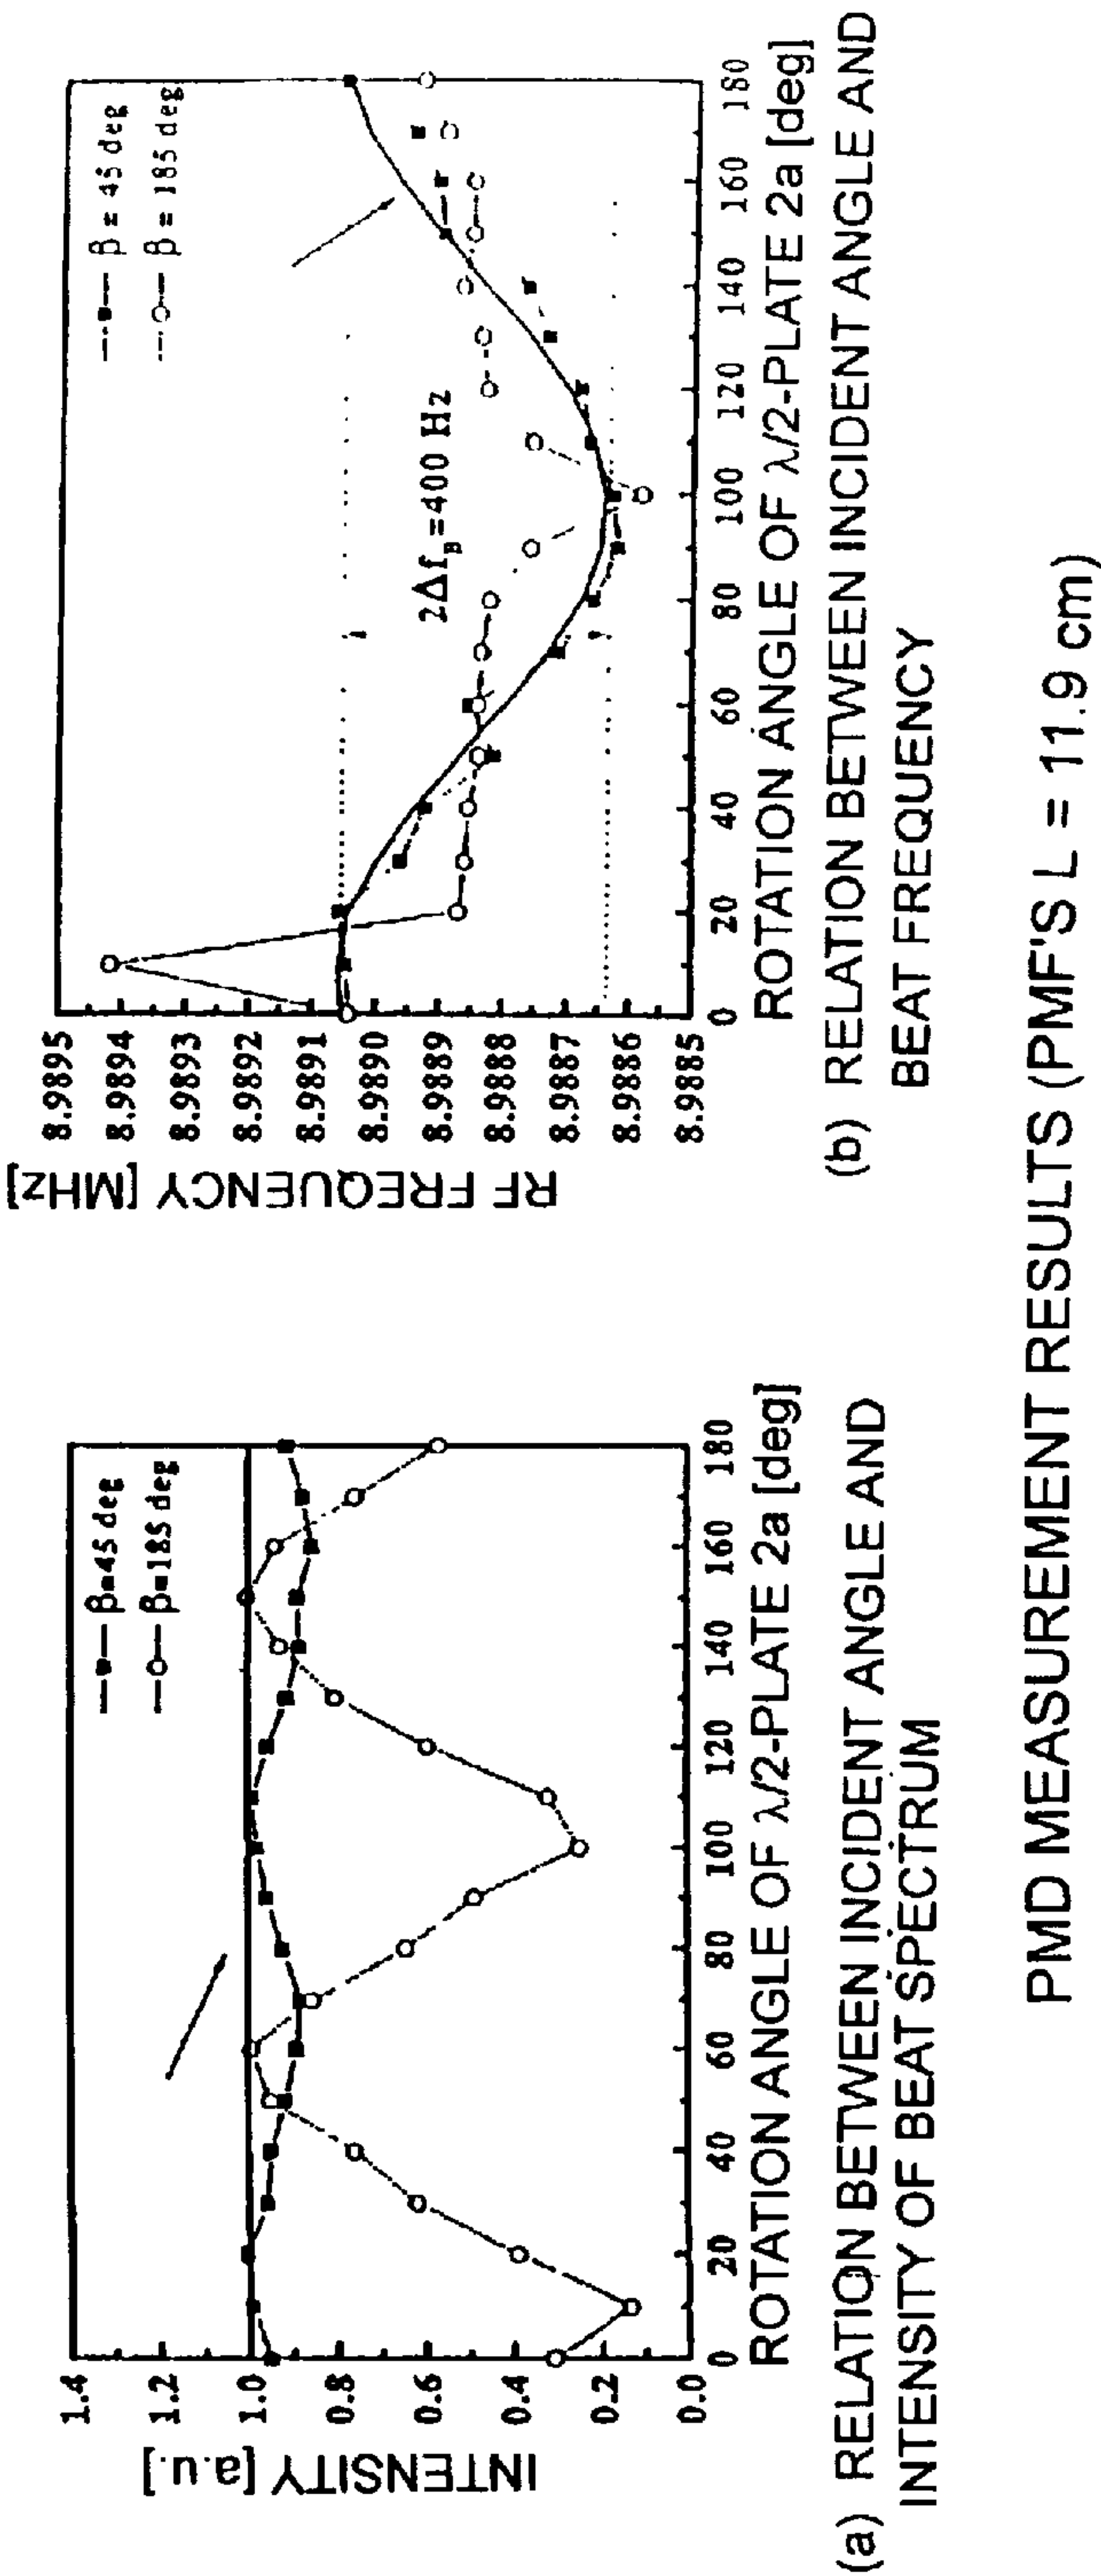 1.4
1.2
1.0
0.8
0.6
0.4
0.2
0.0
INTENSITY [a.u.]
β=45 deg
β=185 deg
0 20 40 60 80 100 120 140 160 180
ROTATION ANGLE OF λ/2-PLATE 2a [deg]
(a) RELATION BETWEEN INCIDENT ANGLE AND
INTENSITY OF BEAT SPECTRUM
8.9895
8.9894
8.9893
8.9892
8.9891
8.9890
8.9889
8.9888
8.9887
8.9886
8.9885
RF FREQUENCY [MHz]
β = 45 deg
β = 185 deg
2Δf_B=400 Hz
0 20 40 60 80 100 120 140 160 180
ROTATION ANGLE OF λ/2-PLATE 2a [deg]
(b) RELATION BETWEEN INCIDENT ANGLE AND
BEAT FREQUENCY
PMD MEASUREMENT RESULTS (PMF'S L = 11.9 cm)